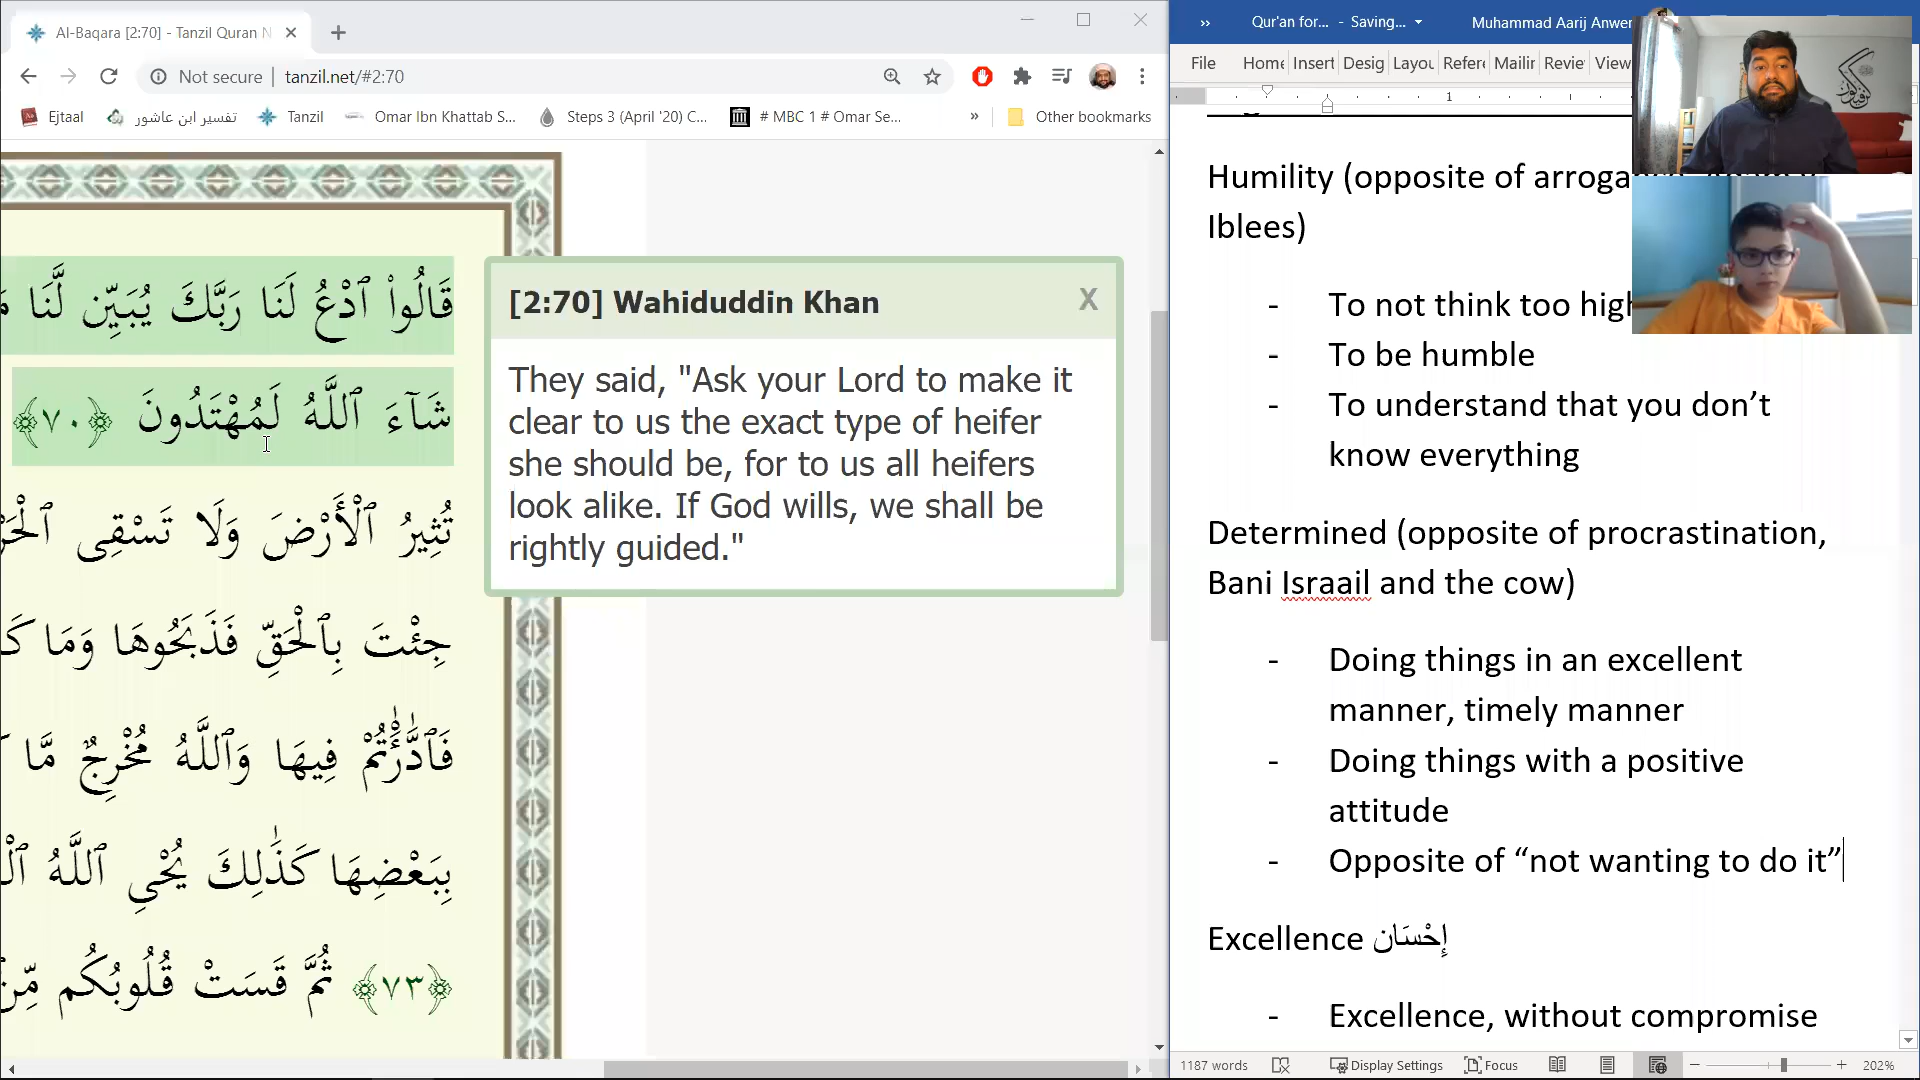 Al-Baqara [2:70] - Tanzil Quran N
Not secure | tanzil.net/#2:70
Ejtaal
تفسير ابن عاشور
Tanzil
Omar Ibn Khattab S...
Steps 3 (April '20) C...
# MBC 1 # Omar Se...
»
Other bookmarks
قَالُوا۟ ٱدْعُ لَنَا رَبَّكَ يُبَيِّن لَّنَا
شَآءَ ٱللَّهُ لَمُهْتَدُونَ ﴿٧٠﴾
تُثِيرُ ٱلْأَرْضَ وَلَا تَسْقِى
جِئْتَ بِٱلْحَقِّ فَذَبَحُوهَا وَمَا
فَٱدَّٰرَْٰٔتُمْ فِيهَا وَٱللَّهُ مُخْرِجٌ مَّا
بِبَعْضِهَا كَذَٰلِكَ يُحْىِ ٱللَّهُ
﴿٧٣﴾ ثُمَّ قَسَتْ قُلُوبُكُم مِّنۢ
[2:70] Wahiduddin Khan
X
They said, "Ask your Lord to make it
clear to us the exact type of heifer
she should be, for to us all heifers
look alike. If God wills, we shall be
rightly guided."
»
Qur'an for... - Saving...
Muhammad Aarij Anwer
File Home Insert Desig Layou Refere Mailin Review View
1
Humility (opposite of
Iblees)
- To not think too
- To be humble
- To understand that you don't
know everything
Determined (opposite of procrastination,
Bani Israail and the cow)
- Doing things in an excellent
manner, timely manner
- Doing things with a positive
attitude
- Opposite of "not wanting to do it"
Excellence إِحْسَان
- Excellence, without compromise
1187 words
Display Settings
Focus
202%